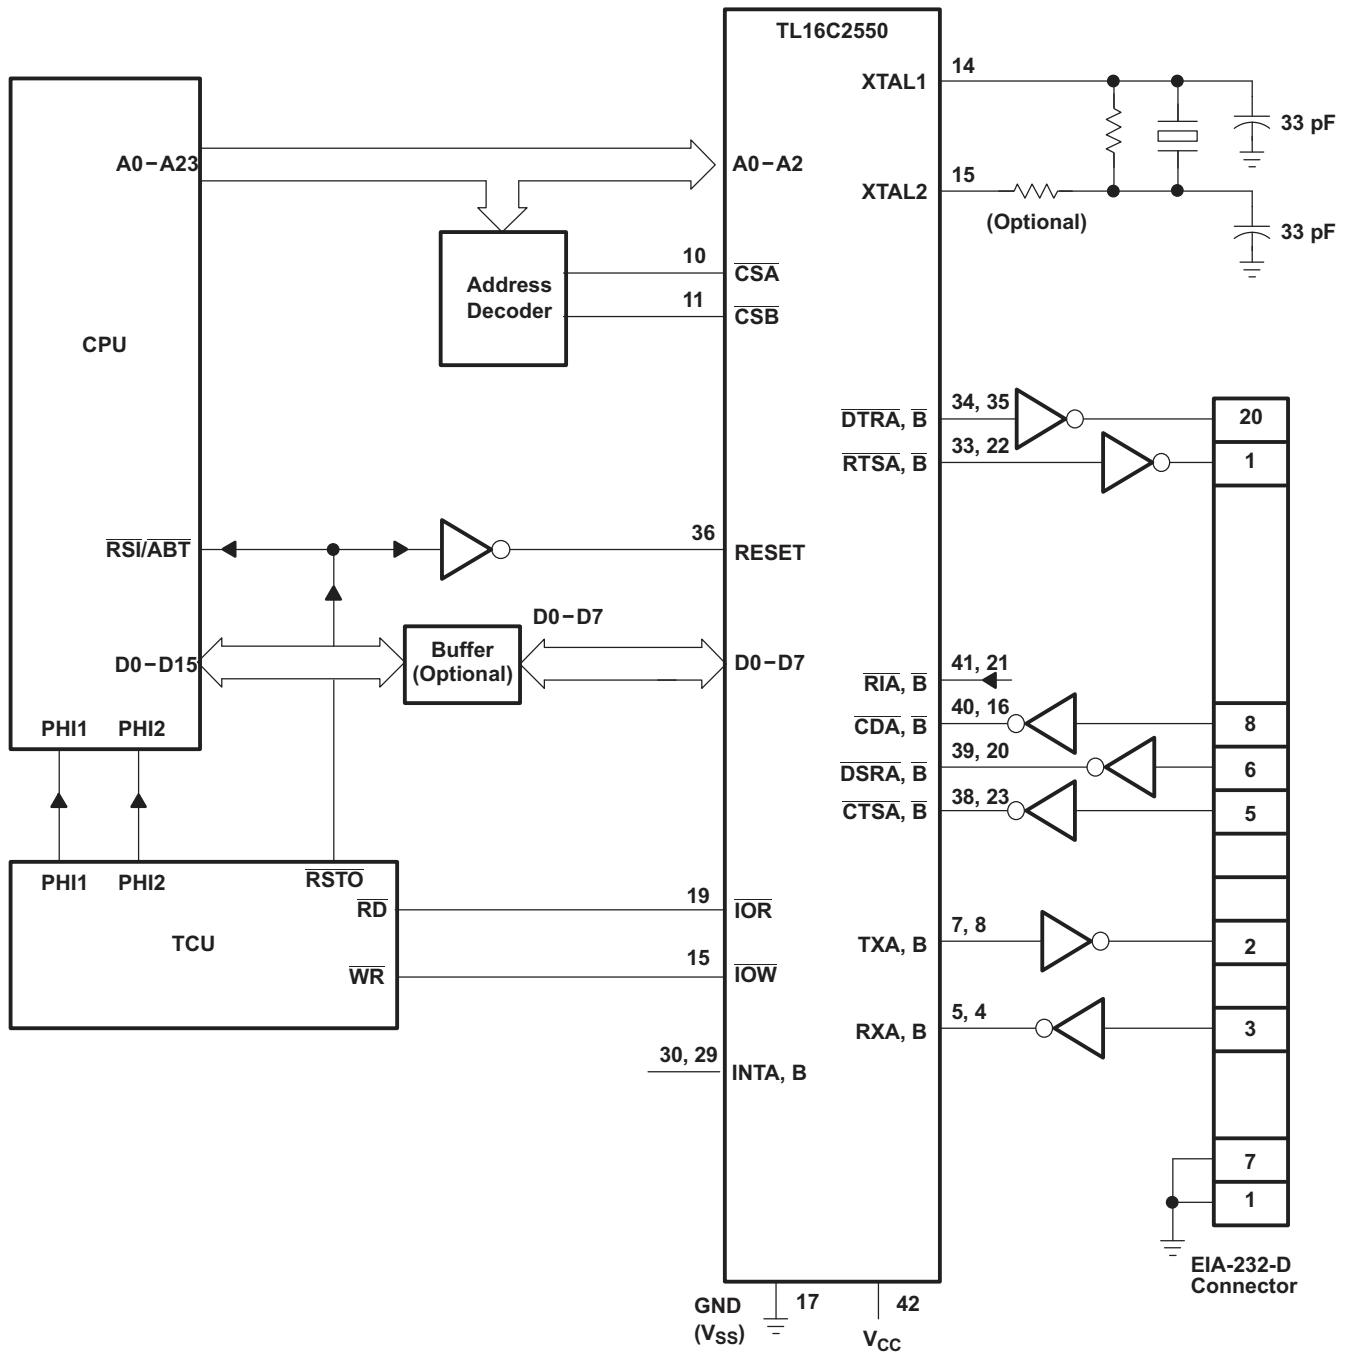 TL16C2550
14
XTAL1
33 pF
A0−A23
A0−A2
15
XTAL2
(Optional)
33 pF
10
CSA
Address
Decoder
11
CSB
CPU
34, 35
DTRA, B
20
33, 22
RTSA, B
1
RSI/ABT
36
RESET
D0−D7
Buffer
(Optional)
D0−D15
D0−D7
41, 21
RIA, B
40, 16
CDA, B
8
39, 20
DSRA, B
6
38, 23
CTSA, B
5
PHI1 PHI2
PHI1 PHI2
RSTO
RD
19
IOR
TCU
7, 8
TXA, B
2
WR
15
IOW
5, 4
RXA, B
3
30, 29
INTA, B
7
1
EIA-232-D
Connector
GND
(VSS)
17
42
VCC